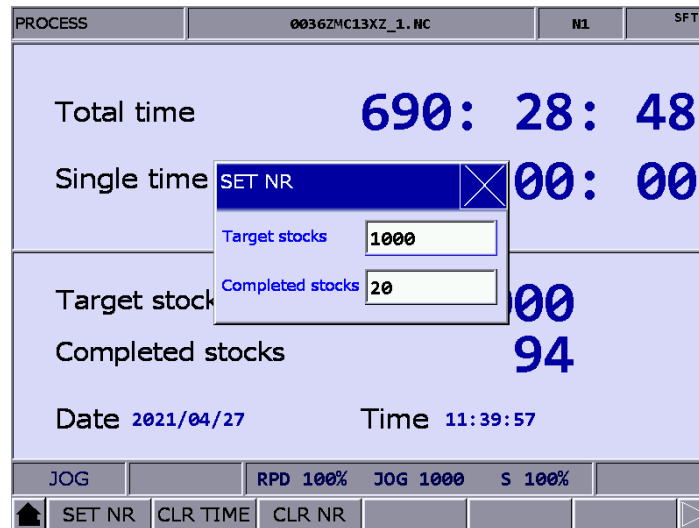 PROCESS 0036ZMC13XZ_1.NC N1 SFT
Total time 690: 28: 48
Single time 00: 00
SET NR
Target stocks 1000
Completed stocks 20
Target stock 00
Completed stocks 94
Date 2021/04/27 Time 11:39:57
JOG RPD 100% JOG 1000 S 100%
SET NR CLR TIME CLR NR